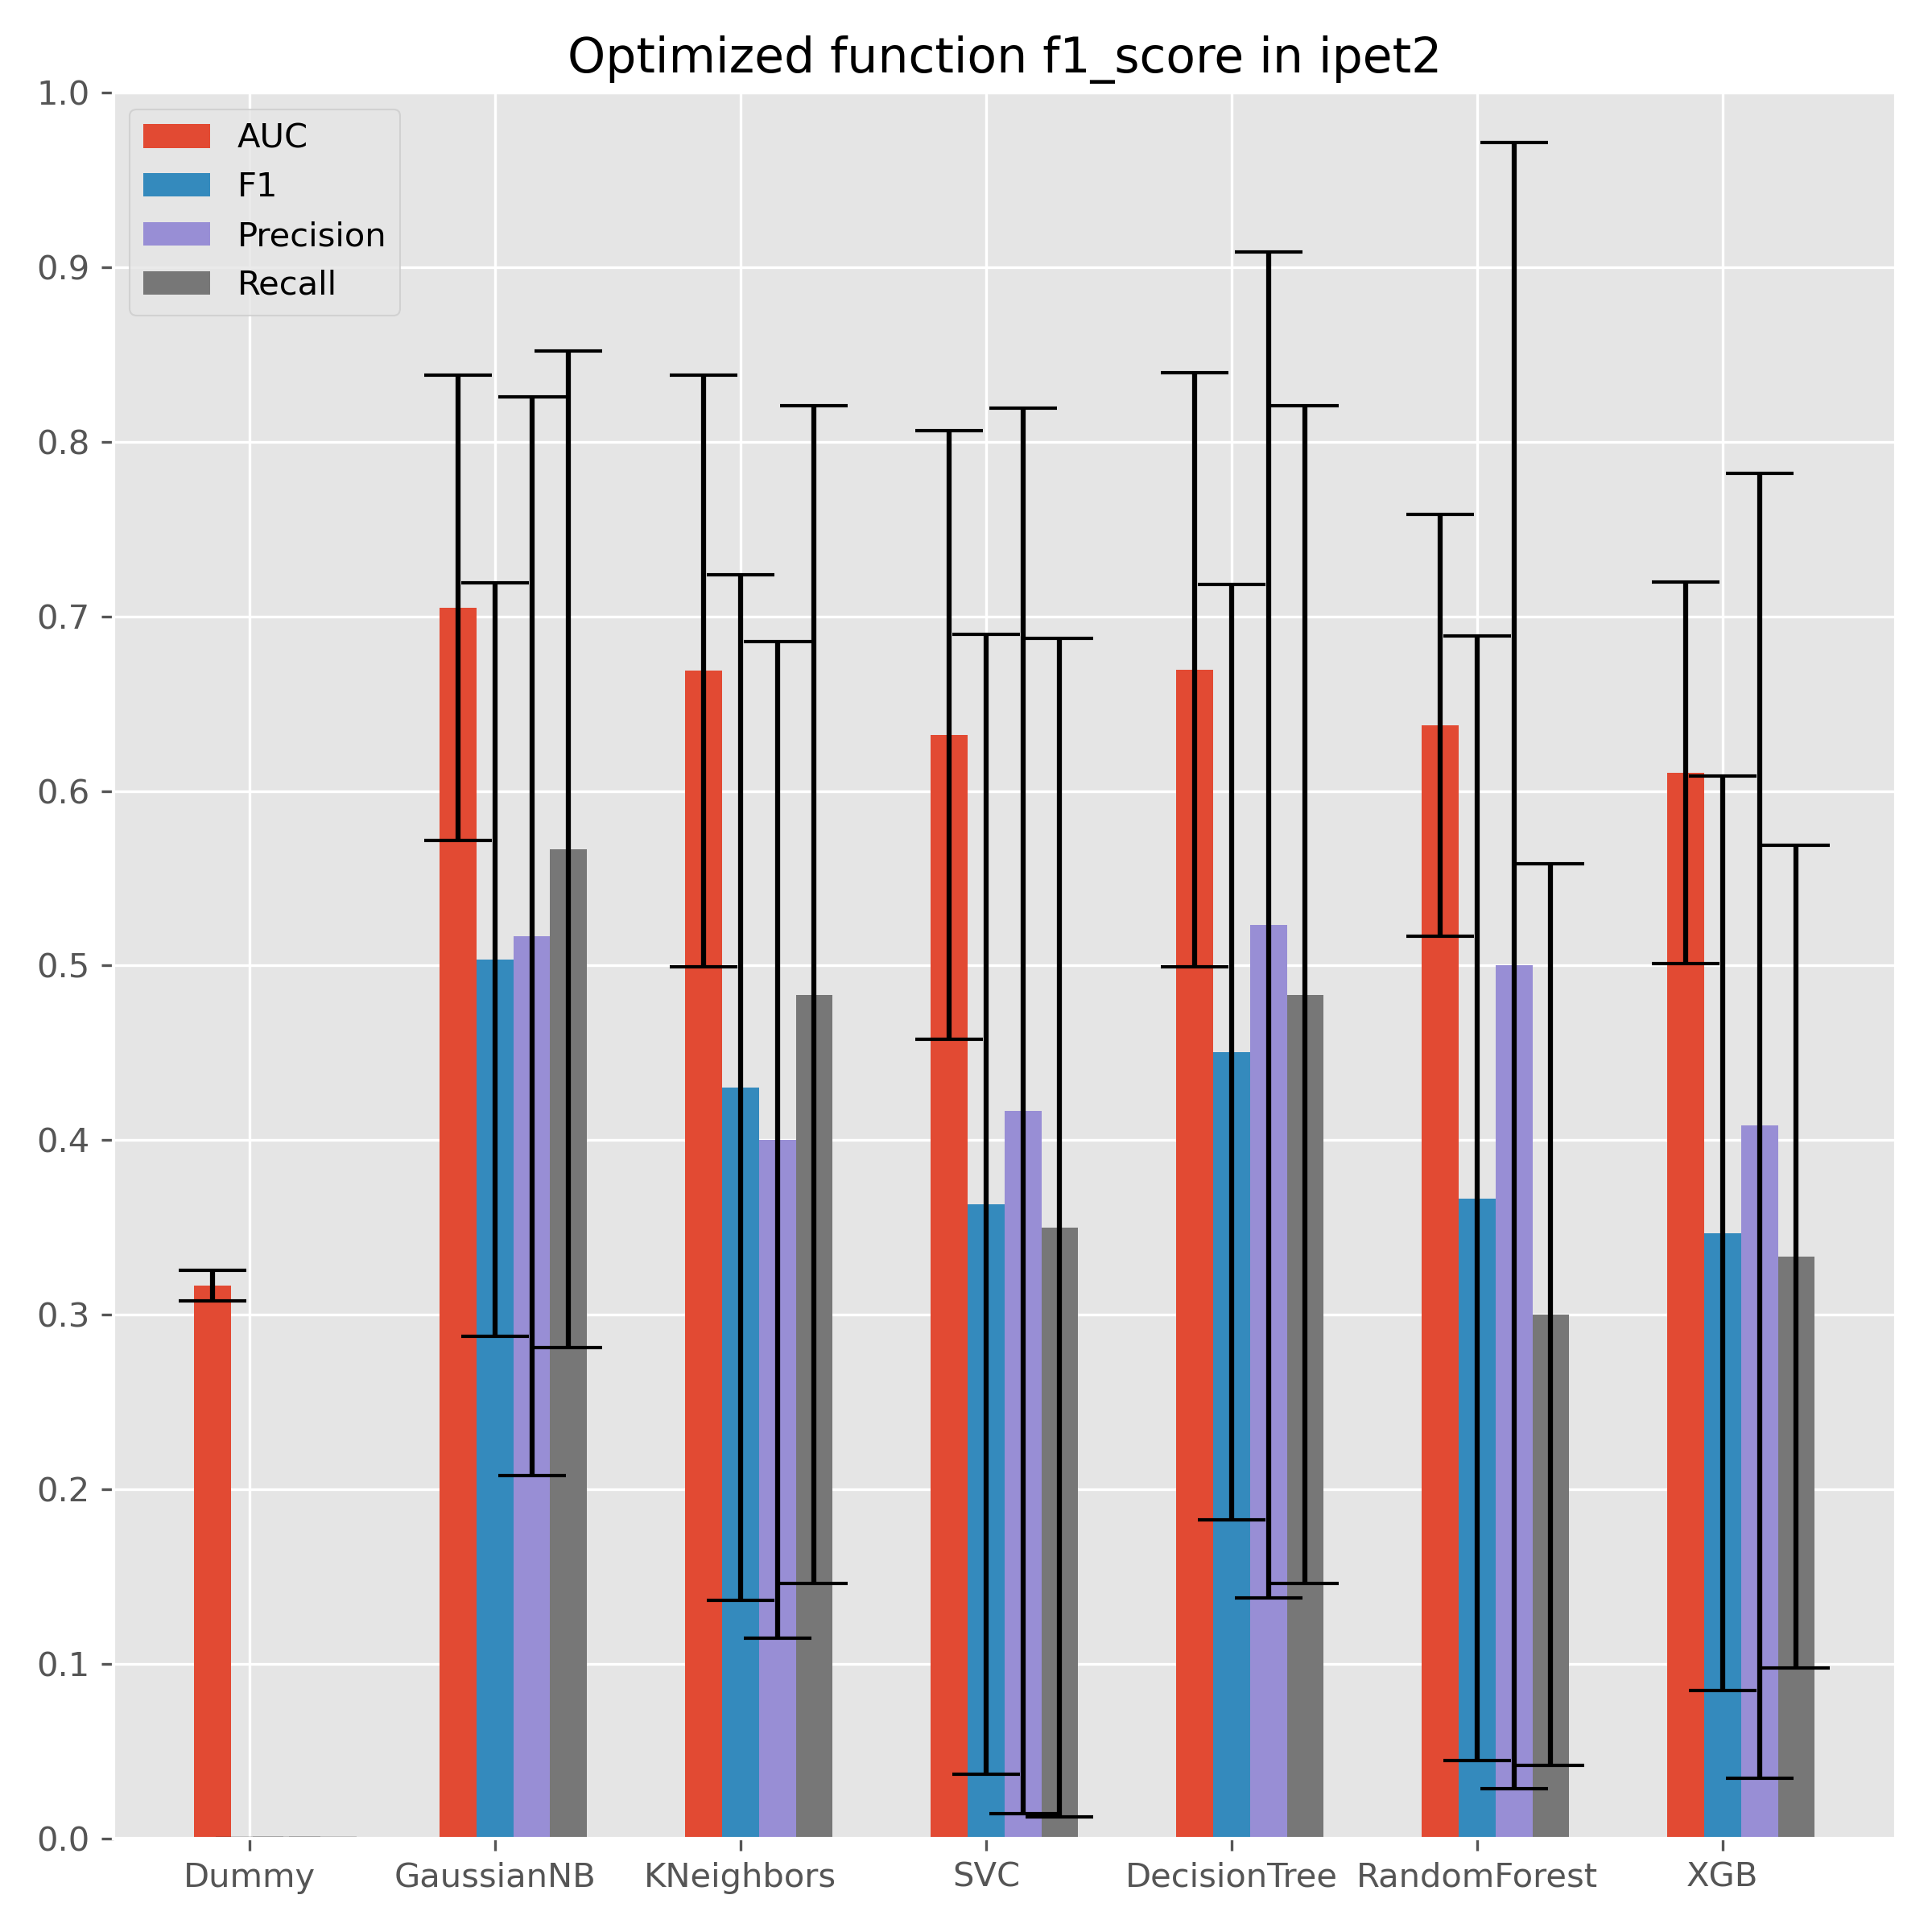 Optimized function f1_score in ipet2
AUC
F1
Precision
Recall
1.0
0.9
0.8
0.7
0.6
0.5
0.4
0.3
0.2
0.1
0.0
Dummy GaussianNB KNeighbors SVC DecisionTree RandomForest XGB